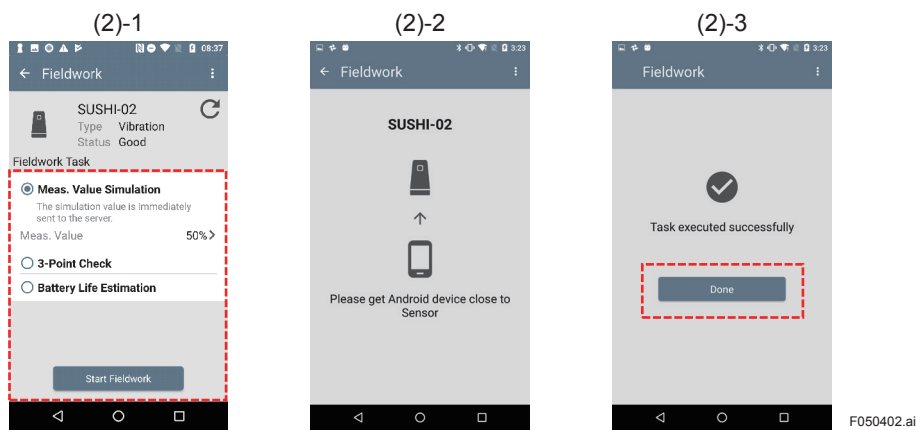 (2)-1
08:37
Fieldwork
SUSHI-02
Type Vibration
Status Good
Fieldwork Task
Meas. Value Simulation
The simulation value is immediately
sent to the server.
Meas. Value 50%
3-Point Check
Battery Life Estimation
Start Fieldwork
(2)-2
3:23
Fieldwork
SUSHI-02
Please get Android device close to
Sensor
(2)-3
3:23
Fieldwork
Task executed successfully
Done
F050402.ai